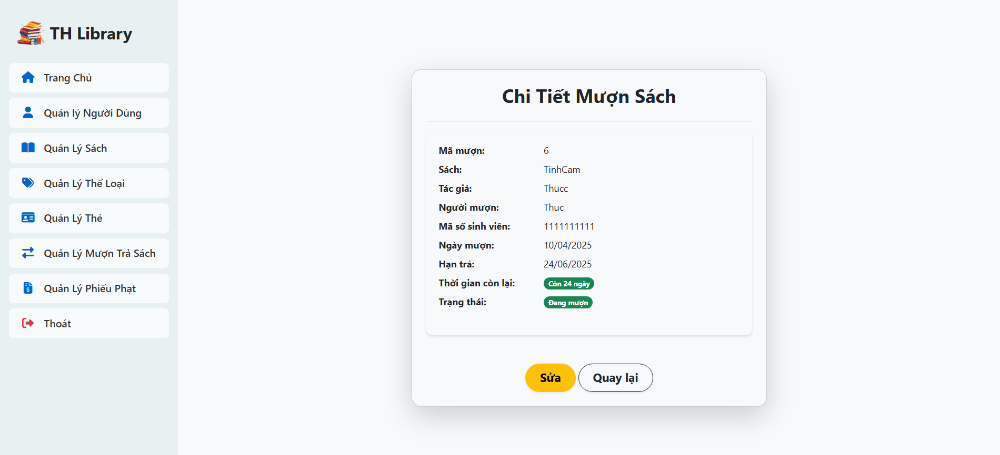 TH Library
Trang Chủ
Quản lý Người Dùng
Quản Lý Sách
Quản Lý Thể Loại
Quản Lý Thẻ
Quản Lý Mượn Trả Sách
Quản Lý Phiếu Phạt
Thoát
Chi Tiết Mượn Sách
Mã mượn: 6
Sách: TinhCam
Tác giả: Thucc
Người mượn: Thuc
Mã số sinh viên: 1111111111
Ngày mượn: 10/04/2025
Hạn trả: 24/06/2025
Thời gian còn lại: Còn 24 ngày
Trạng thái: Đang mượn
Sửa Quay lại